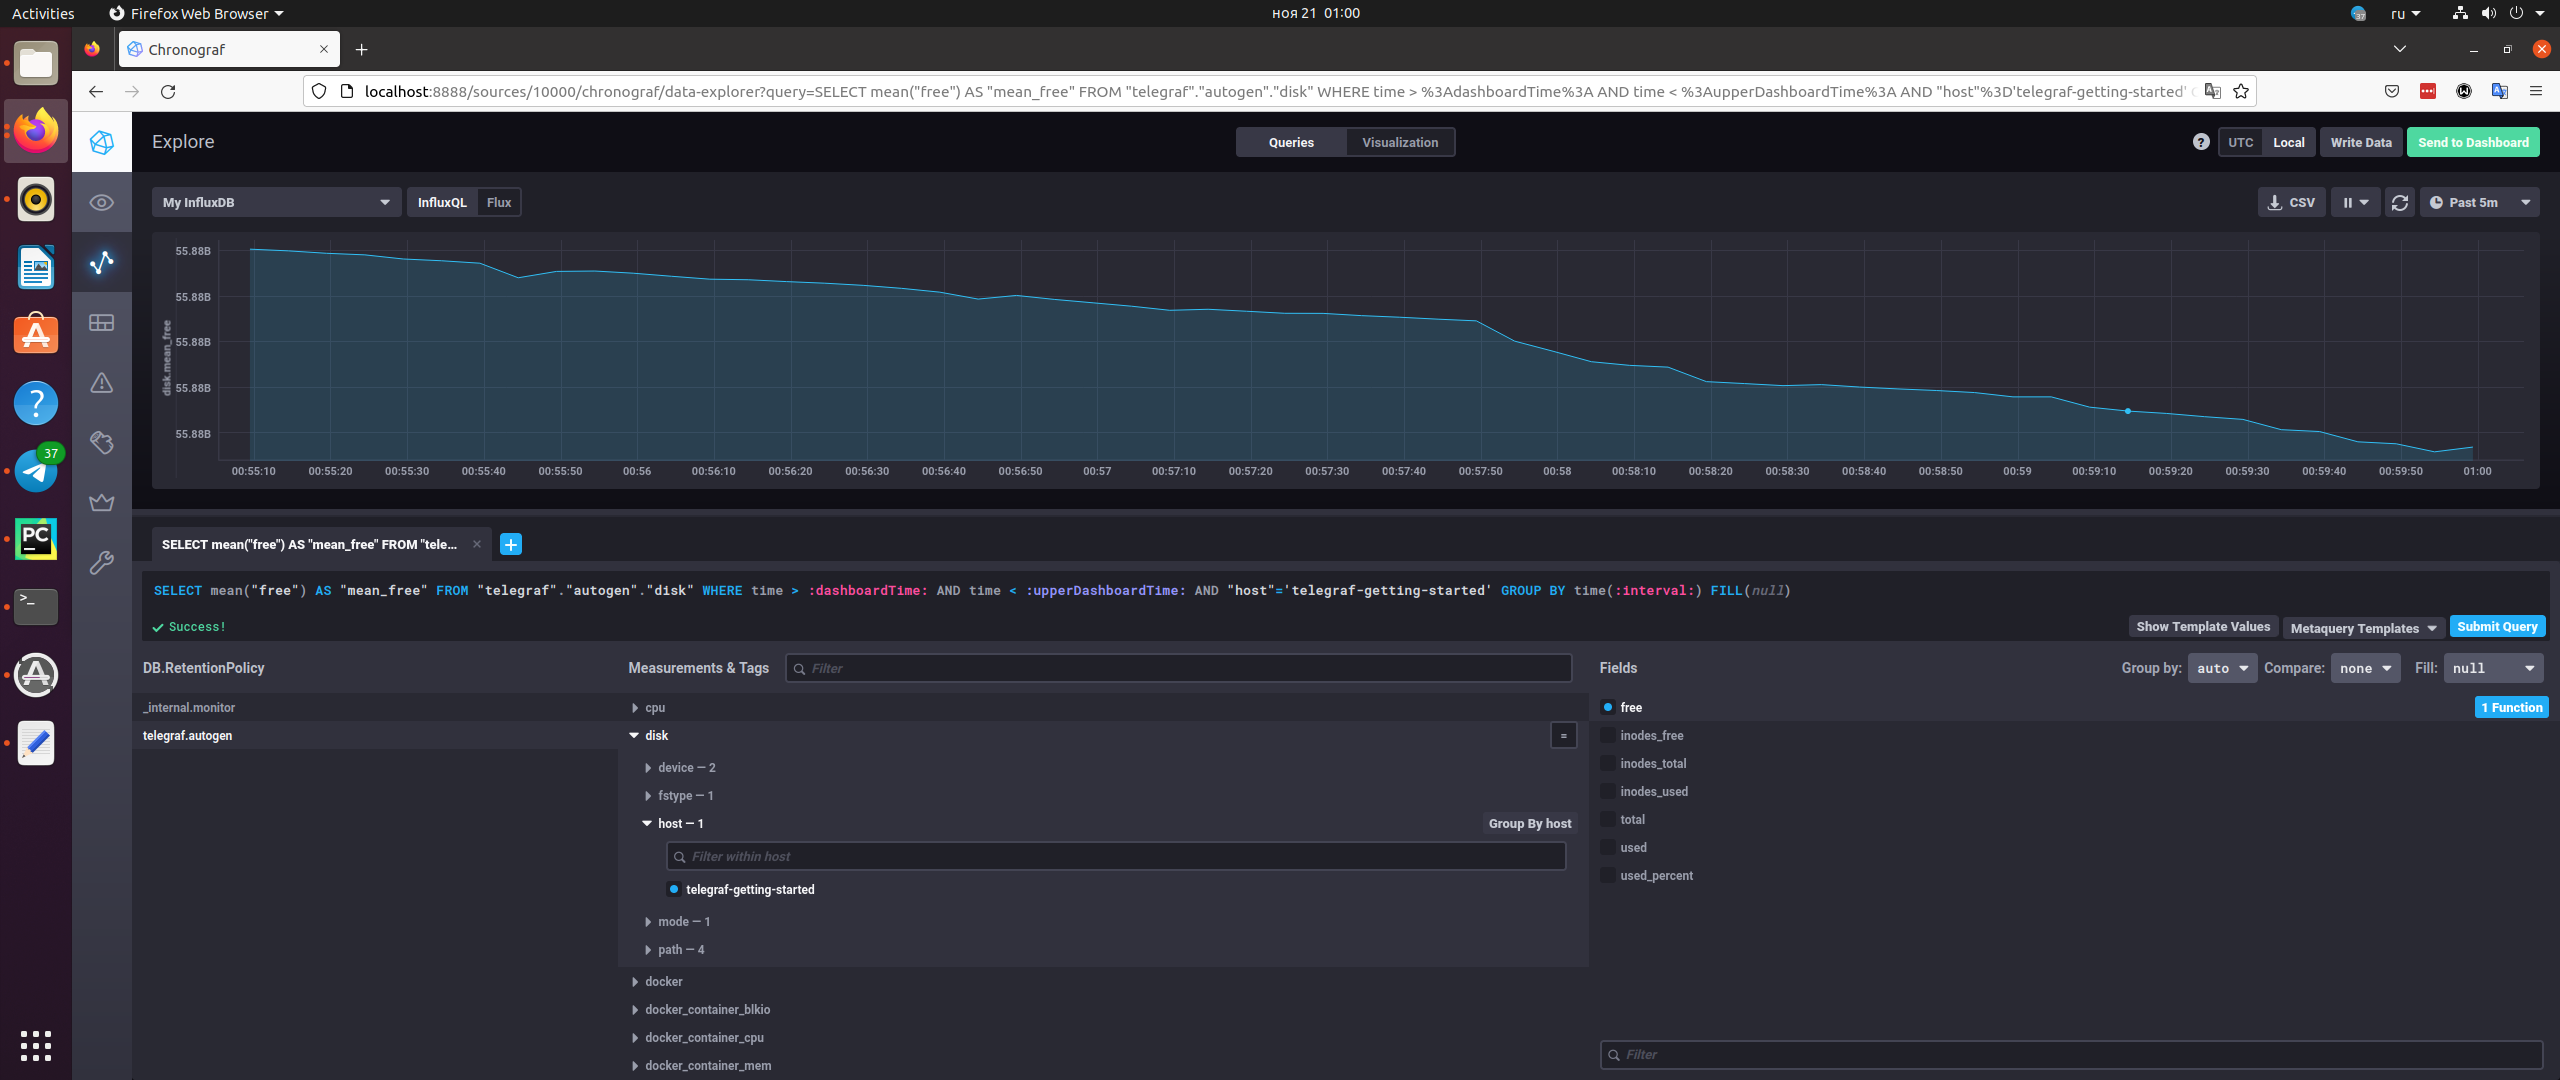 Activities Firefox Web Browser ноя 21 01:00 37 ru
Chronograf
localhost:8888/sources/10000/chronograf/data-explorer?query=SELECT mean("free") AS "mean_free" FROM "telegraf"."autogen"."disk" WHERE time > %3AdashboardTime%3A AND time < %3AupperDashboardTime%3A AND "host"%3D'telegraf-getting-started'
Explore Queries Visualization ? UTC Local Write Data Send to Dashboard
My InfluxDB InfluxQL Flux CSV Past 5m
disk.mean_free
55.88B
55.88B
55.88B
55.88B
55.88B
00:55:10 00:55:20 00:55:30 00:55:40 00:55:50 00:56 00:56:10 00:56:20 00:56:30 00:56:40 00:56:50 00:57 00:57:10 00:57:20 00:57:30 00:57:40 00:57:50 00:58 00:58:10 00:58:20 00:58:30 00:58:40 00:58:50 00:59 00:59:10 00:59:20 00:59:30 00:59:40 00:59:50 01:00
37
PC
SELECT mean("free") AS "mean_free" FROM "tele...
SELECT mean("free") AS "mean_free" FROM "telegraf"."autogen"."disk" WHERE time > :dashboardTime: AND time < :upperDashboardTime: AND "host"='telegraf-getting-started' GROUP BY time(:interval:) FILL(null)
Success! Show Template Values Metaquery Templates Submit Query
DB.RetentionPolicy Measurements & Tags Filter Fields Group by: auto Compare: none Fill: null
_internal.monitor cpu free 1 Function
telegraf.autogen disk = inodes_free
device — 2 inodes_total
fstype — 1 inodes_used
host — 1 Group By host total
Filter within host used
telegraf-getting-started used_percent
mode — 1
path — 4
docker
docker_container_blkio
docker_container_cpu
Filter
docker_container_mem